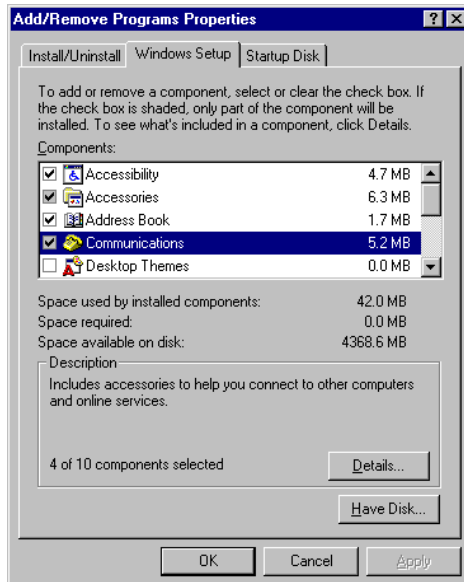 Add/Remove Programs Properties
Install/Uninstall Windows Setup Startup Disk
To add or remove a component, select or clear the check box. If
the check box is shaded, only part of the component will be
installed. To see what's included in a component, click Details.
Components:
Accessibility 4.7 MB
Accessories 6.3 MB
Address Book 1.7 MB
Communications 5.2 MB
Desktop Themes 0.0 MB
Space used by installed components: 42.0 MB
Space required: 0.0 MB
Space available on disk: 4368.6 MB
Description
Includes accessories to help you connect to other computers
and online services.
4 of 10 components selected Details...
Have Disk...
OK Cancel Apply